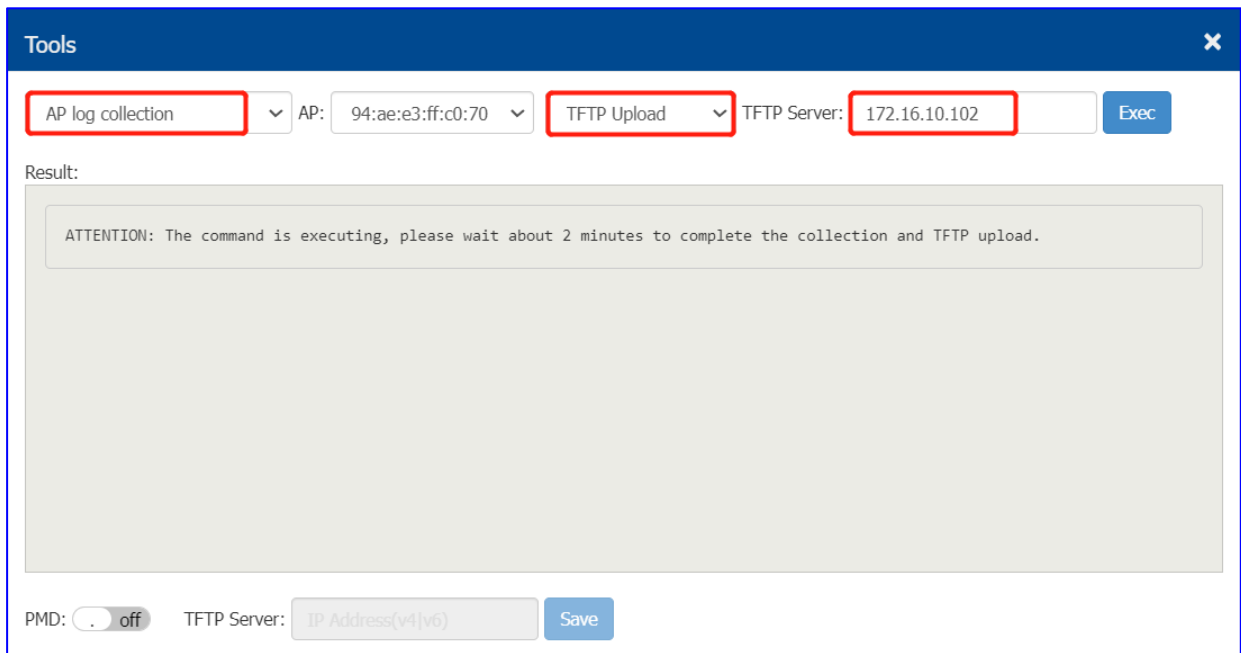 Tools
AP log collection AP: 94:ae:e3:ff:c0:70 TFTP Upload TFTP Server: 172.16.10.102 Exec
Result:
ATTENTION: The command is executing, please wait about 2 minutes to complete the collection and TFTP upload.
PMD: . off TFTP Server: IP Address(v4|v6) Save